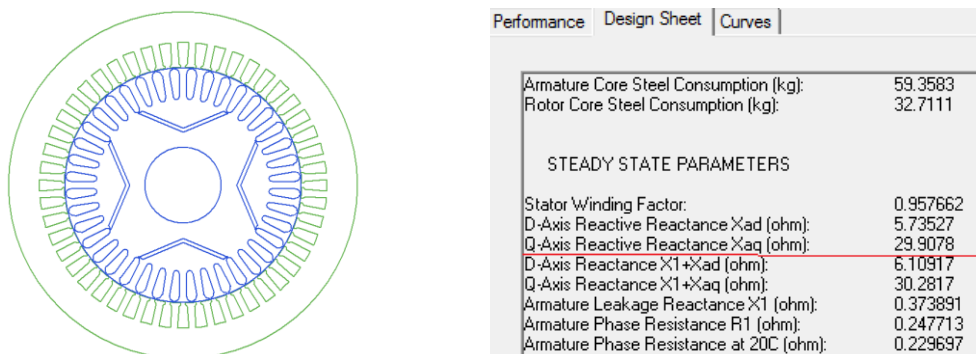 Performance Design Sheet Curves
Armature Core Steel Consumption (kg): 59.3583
Rotor Core Steel Consumption (kg): 32.7111
STEADY STATE PARAMETERS
Stator Winding Factor: 0.957662
D-Axis Reactive Reactance Xad (ohm): 5.73527
Q-Axis Reactive Reactance Xaq (ohm): 29.9078
D-Axis Reactance X1+Xad (ohm): 6.10917
Q-Axis Reactance X1+Xaq (ohm): 30.2817
Armature Leakage Reactance X1 (ohm): 0.373891
Armature Phase Resistance R1 (ohm): 0.247713
Armature Phase Resistance at 20C (ohm): 0.229697